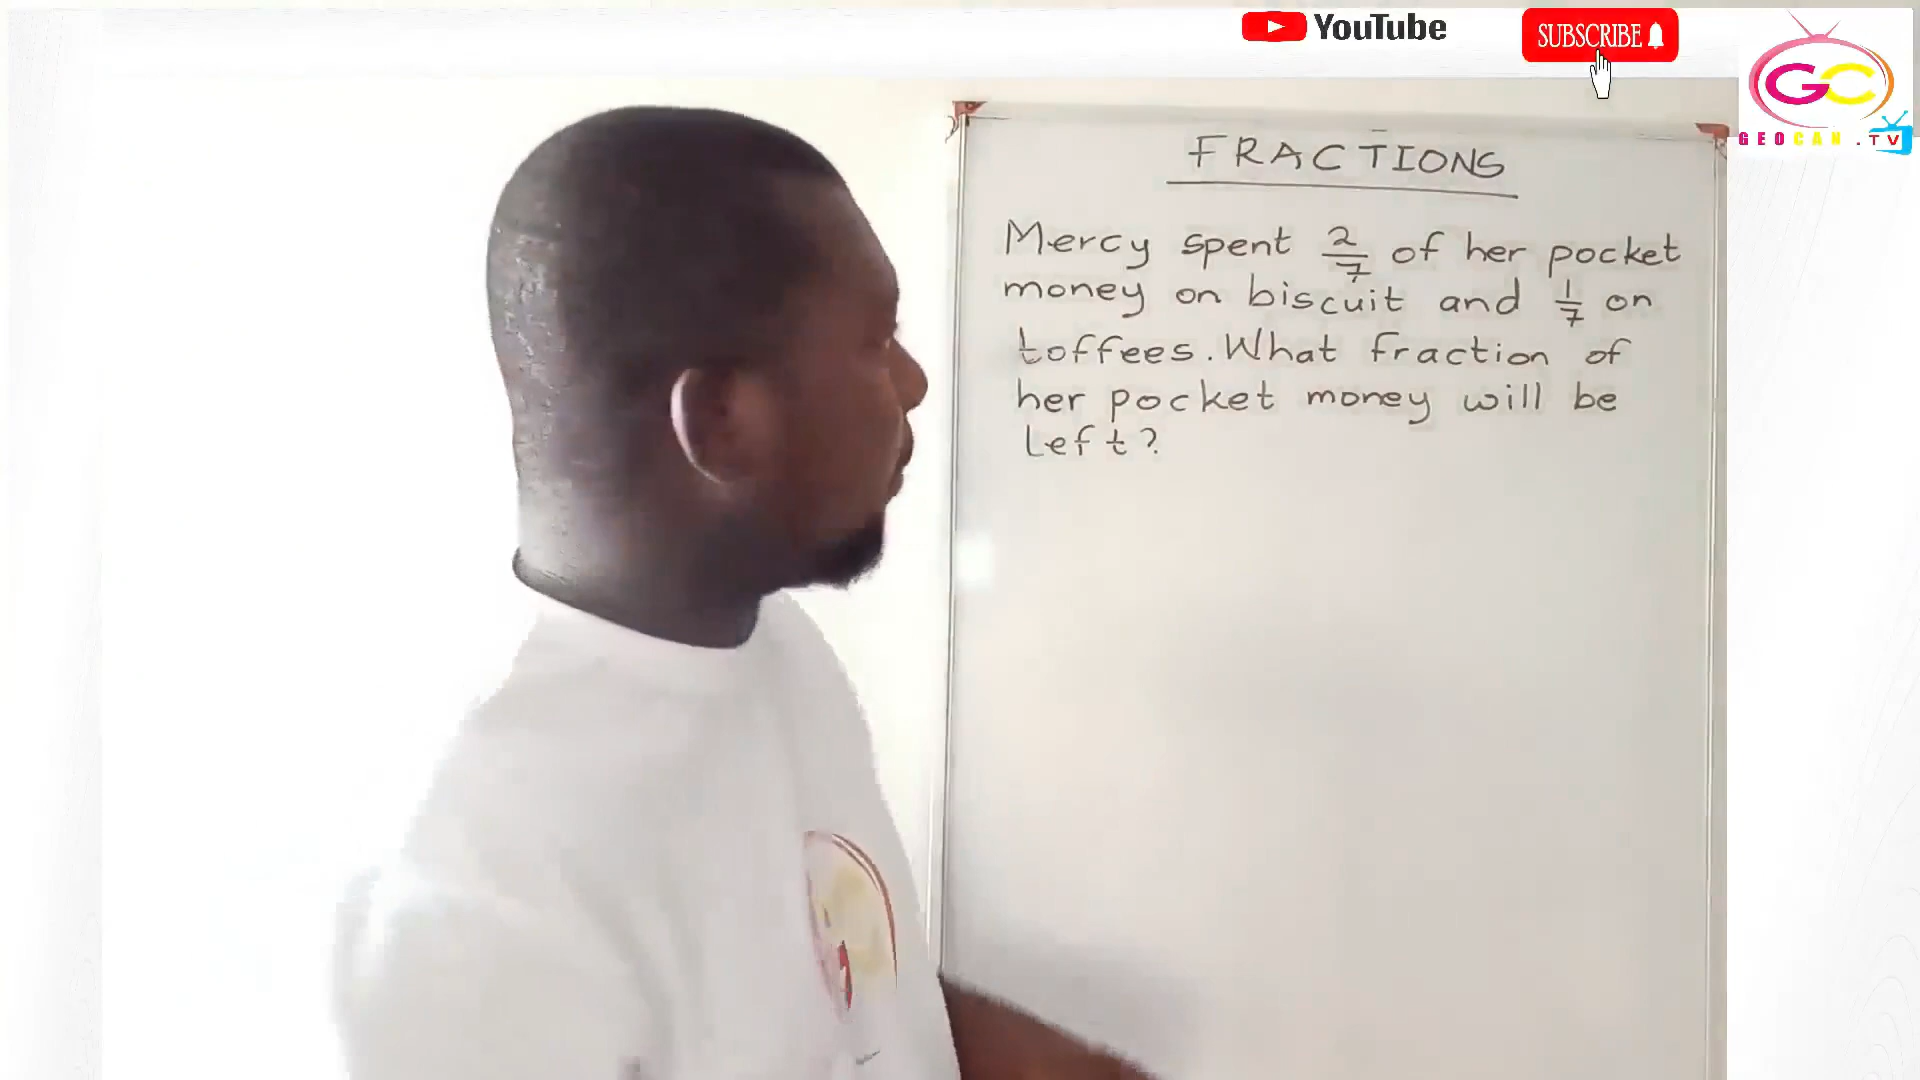 YouTube
SUBSCRIBE
GC
GEOCAN.TV
FRACTIONS
Mercy spent 2/7 of her pocket
money on biscuit and 1/7 on
toffees. What fraction of
her pocket money will be
left?